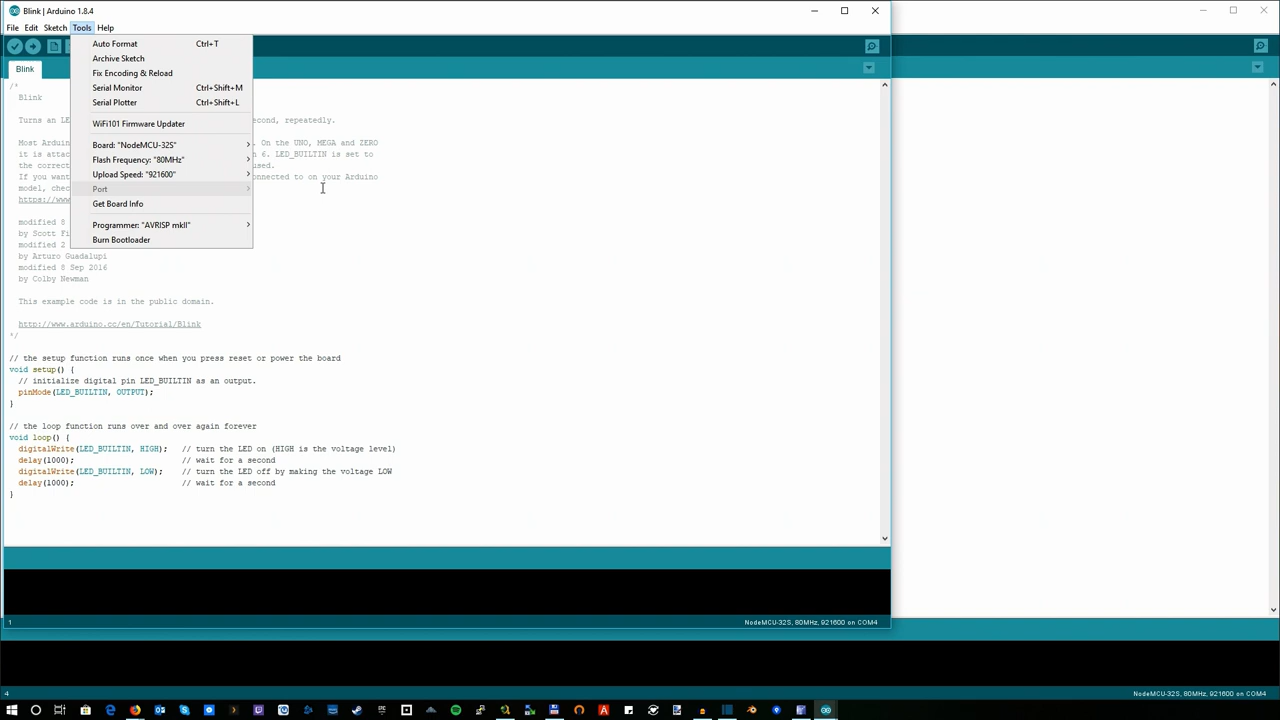 Blink | Arduino 1.8.4
File Edit Sketch Tools Help
Auto Format Ctrl+T
Archive Sketch
Fix Encoding & Reload
Serial Monitor Ctrl+Shift+M
Serial Plotter Ctrl+Shift+L
WiFi101 Firmware Updater
Board: "NodeMCU-32S"
Flash Frequency: "80MHz"
Upload Speed: "921600"
Port
Get Board Info
Programmer: "AVRISP mkII"
Burn Bootloader
Blink
/*
Blink
Turns an LE econd, repeatedly.
Most Arduin . On the UNO, MEGA and ZERO
it is attac n 6. LED_BUILTIN is set to
the correct used.
If you want onnected to on your Arduino
model, chec
https://www
modified 8
by Scott Fi
modified 2
by Arturo Guadalupi
modified 8 Sep 2016
by Colby Newman
This example code is in the public domain.
http://www.arduino.cc/en/Tutorial/Blink
*/
// the setup function runs once when you press reset or power the board
void setup() {
// initialize digital pin LED_BUILTIN as an output.
pinMode(LED_BUILTIN, OUTPUT);
}
// the loop function runs over and over again forever
void loop() {
digitalWrite(LED_BUILTIN, HIGH); // turn the LED on (HIGH is the voltage level)
delay(1000); // wait for a second
digitalWrite(LED_BUILTIN, LOW); // turn the LED off by making the voltage LOW
delay(1000); // wait for a second
}
1 NodeMCU-32S, 80MHz, 921600 on COM4
4 NodeMCU-32S, 80MHz, 921600 on COM4